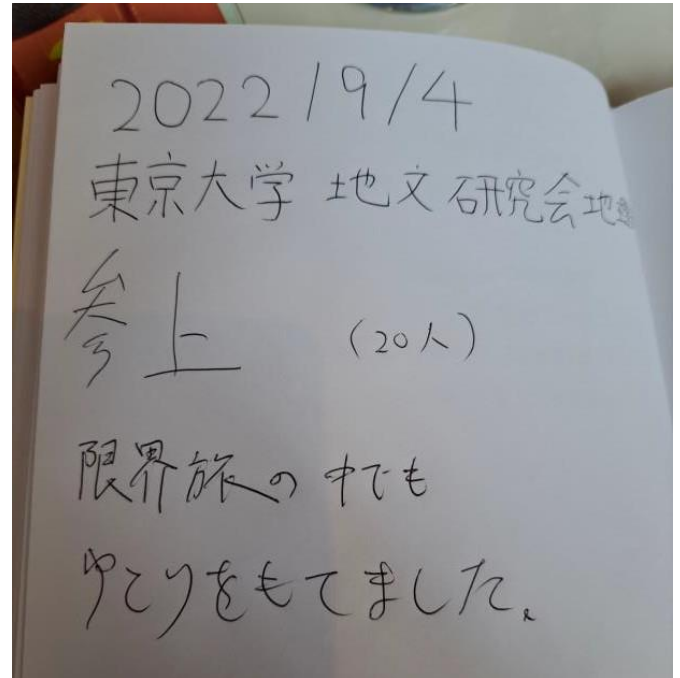 2022/9/4
東京大学 地文研究会地
参上 (20人)
限界旅の中でも
ゆとりをもてました。